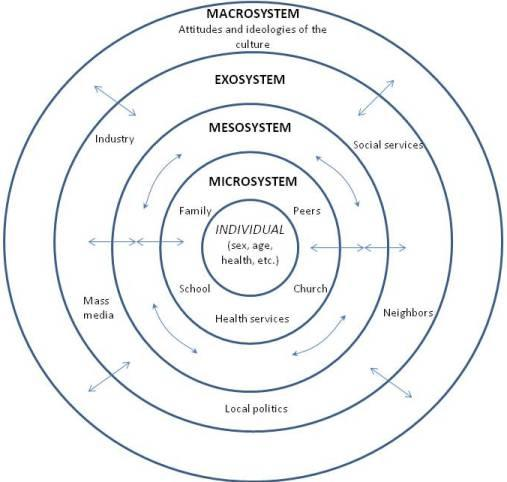 MACROSYSTEM
Attitudes and ideologies of the
culture
EXOSYSTEM
Industry
Social services
MESOSYSTEM
MICROSYSTEM
Family
Peers
INDIVIDUAL
(sex, age,
health, etc.)
School
Church
Health services
Mass
media
Neighbors
Local politics